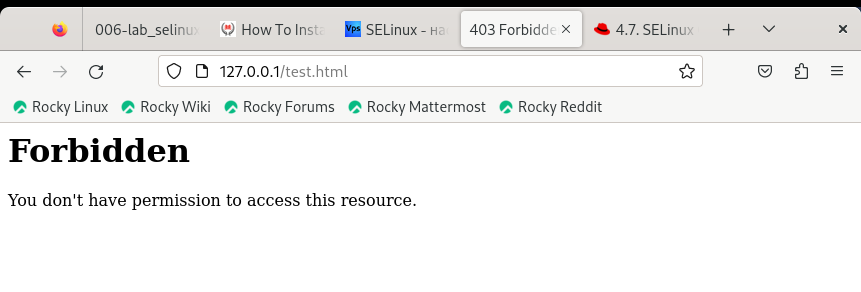 006-lab_selinux How To Insta SELinux - на 403 Forbidde 4.7. SELinux
127.0.0.1/test.html
Rocky Linux Rocky Wiki Rocky Forums Rocky Mattermost Rocky Reddit
Forbidden
You don't have permission to access this resource.